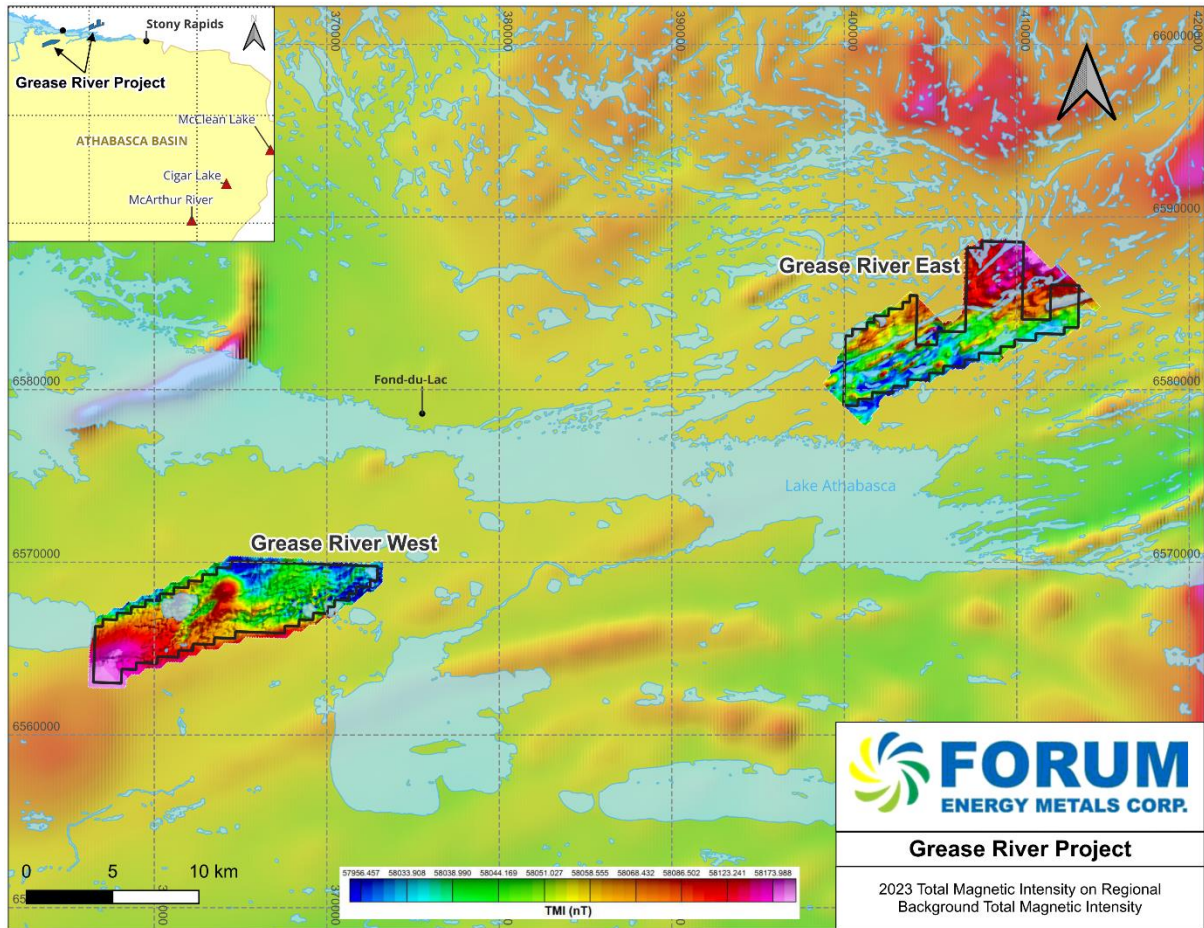 Stony Rapids
Grease River Project
McClean Lake
ATHABASCA BASIN
Cigar Lake
McArthur River
N
370000
380000
390000
400000
6600000
6590000
Grease River East
6580000
6580000
Fond-du-Lac
Lake Athabasca
6570000
6570000
Grease River West
6560000
370000
0 5 10 km
57956.457 58033.908 58038.990 58044.169 58051.027 58058.555 58068.432 58086.502 58123.241 58173.988
TMI (nT)
FORUM
ENERGY METALS CORP.
Grease River Project
2023 Total Magnetic Intensity on Regional
Background Total Magnetic Intensity